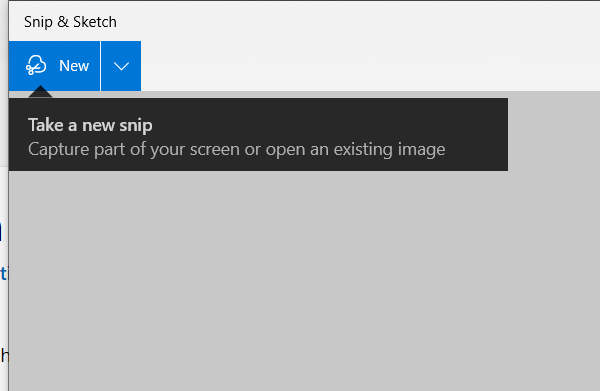 Snip & Sketch
New
Take a new snip
Capture part of your screen or open an existing image